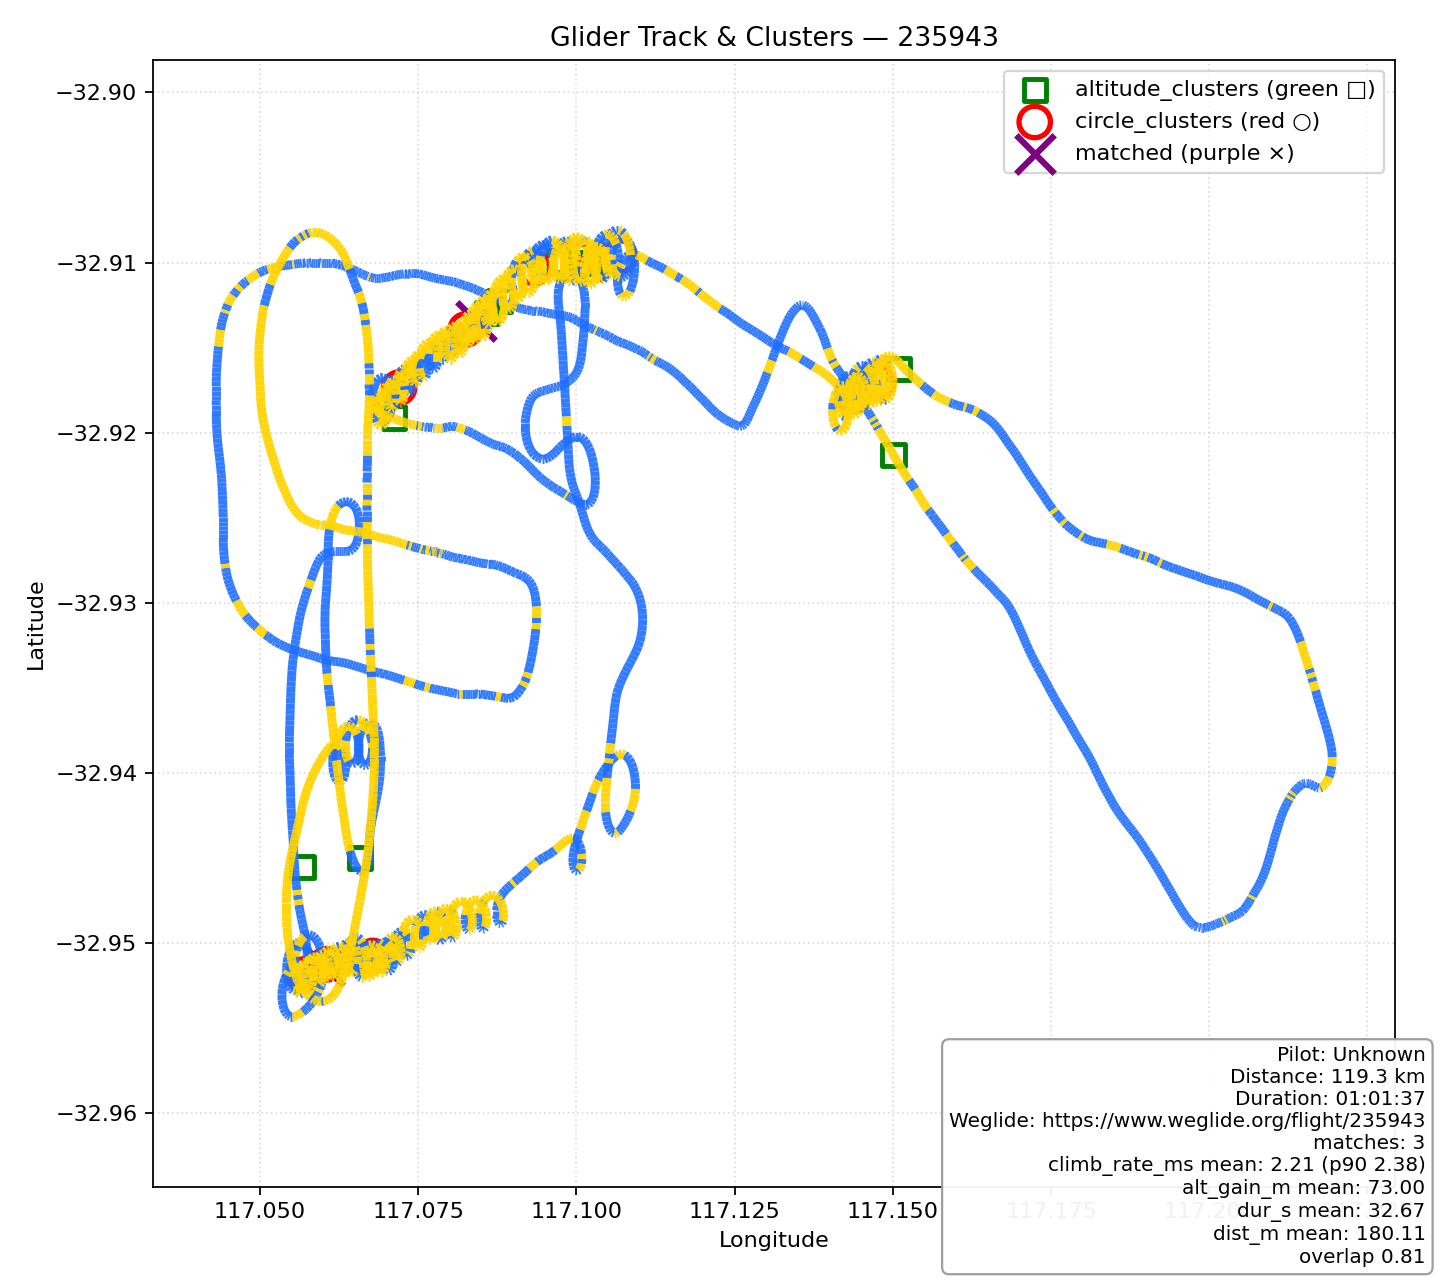 Glider Track & Clusters — 235943
altitude_clusters (green □)
circle_clusters (red ○)
matched (purple ×)
−32.90
−32.91
−32.92
−32.93
−32.94
−32.95
−32.96
Latitude
117.050
117.075
117.100
117.125
117.150
117.175
Longitude
Pilot: Unknown
Distance: 119.3 km
Duration: 01:01:37
Weglide: https://www.weglide.org/flight/235943
matches: 3
climb_rate_ms mean: 2.21 (p90 2.38)
alt_gain_m mean: 73.00
dur_s mean: 32.67
dist_m mean: 180.11
overlap 0.81